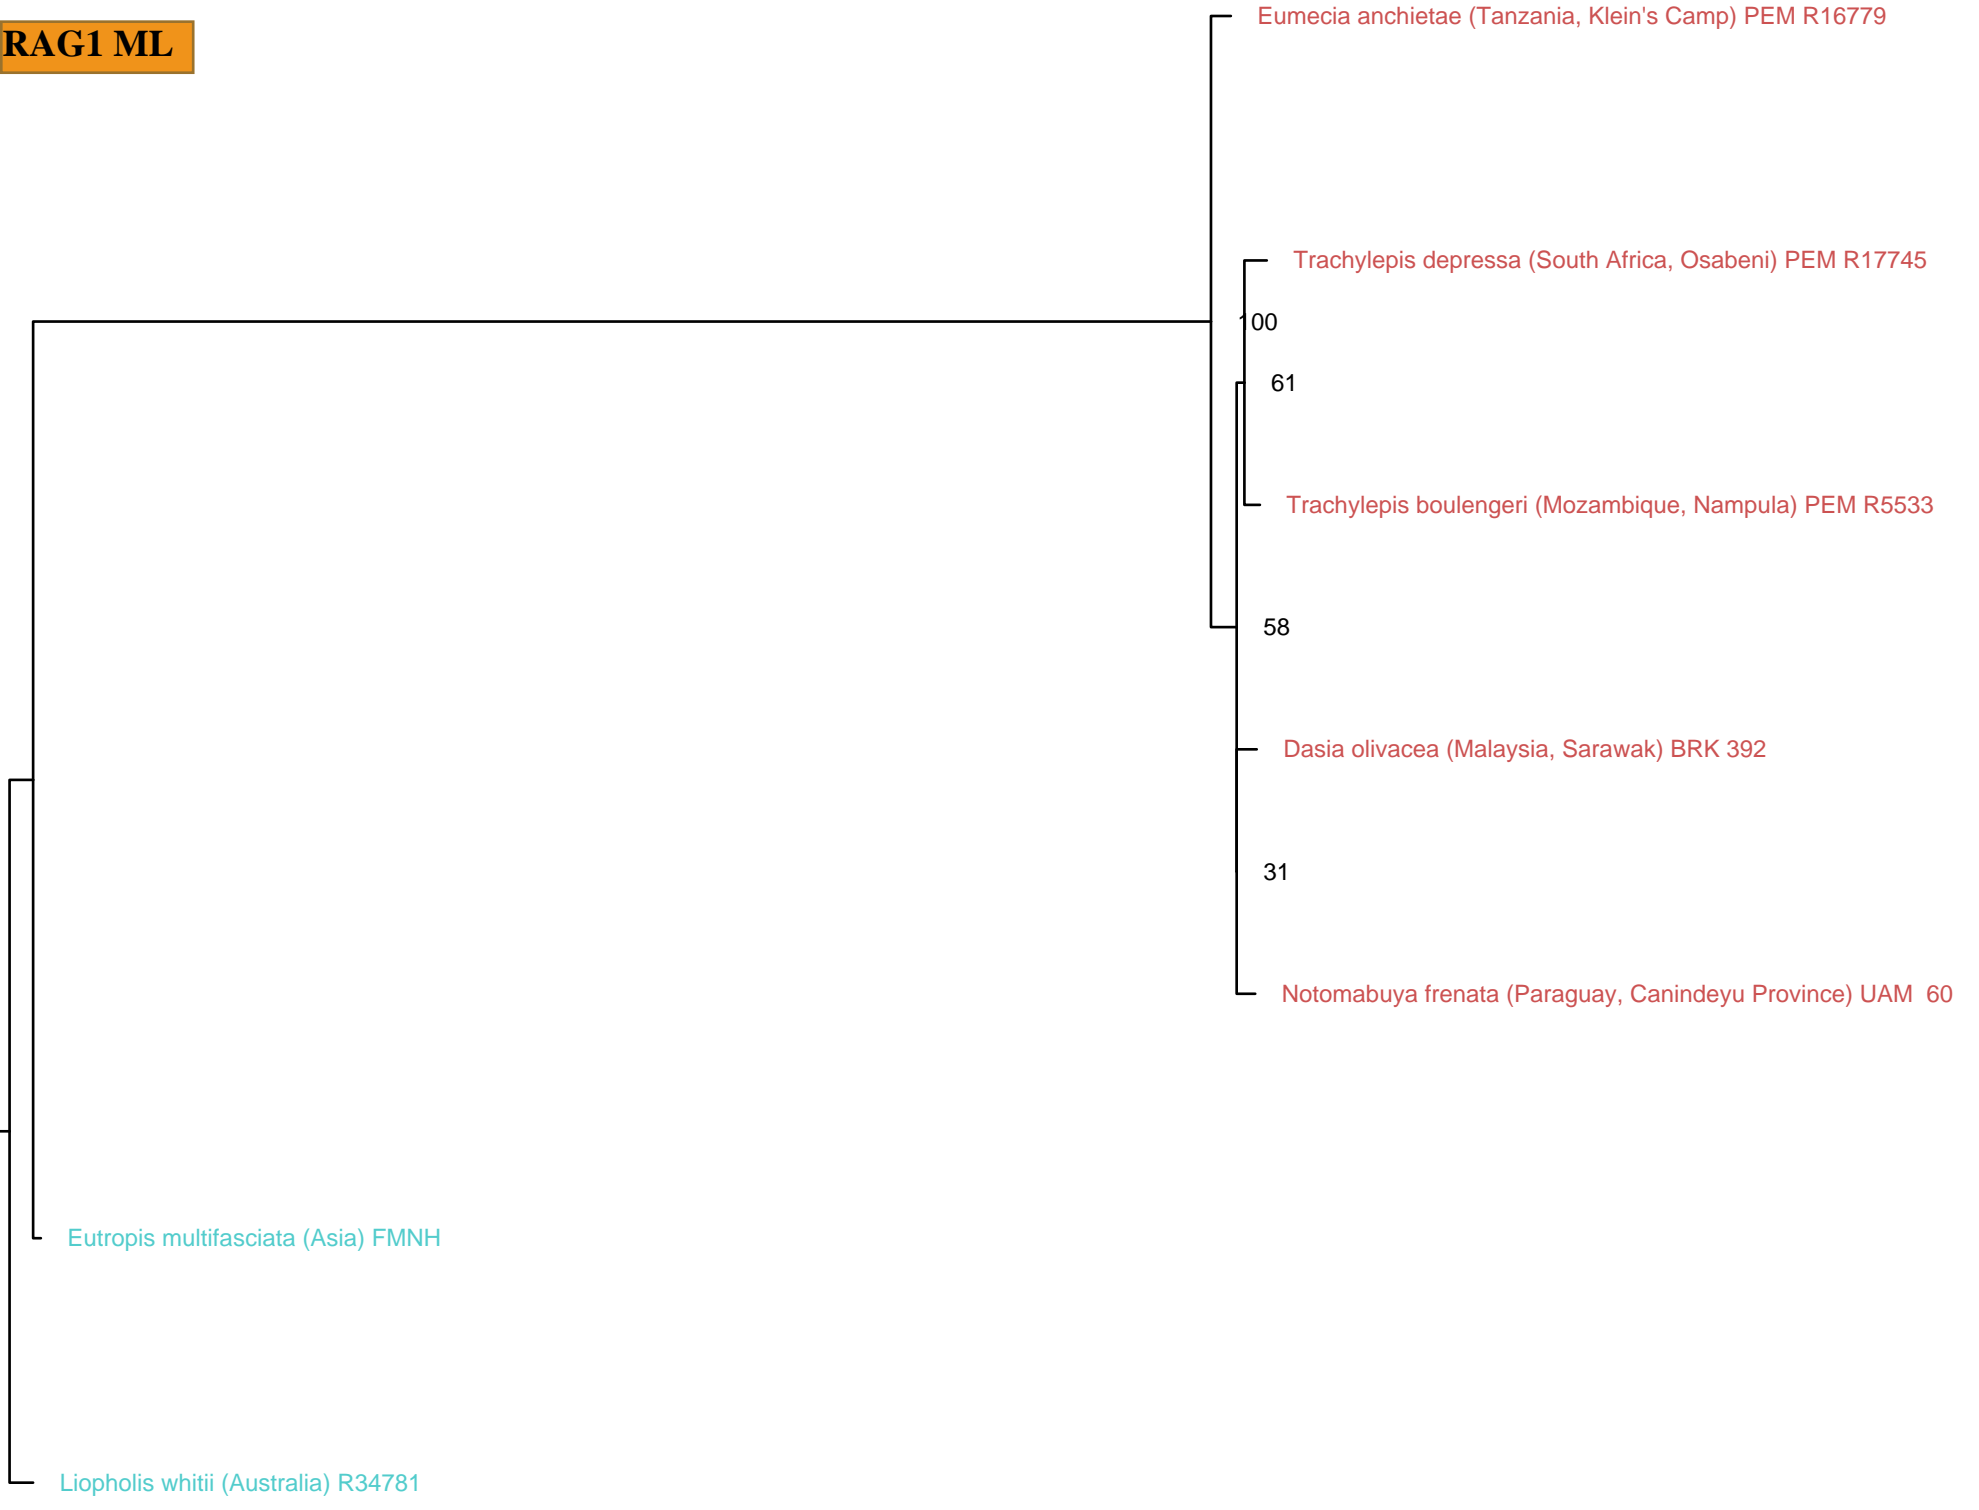 Eumecia anchietae (Tanzania, Klein's Camp) PEM R16779
RAG1 ML
Trachylepis depressa (South Africa, Osabeni) PEM R17745
100
61
Trachylepis boulengeri (Mozambique, Nampula) PEM R5533
58
Dasia olivacea (Malaysia, Sarawak) BRK 392
31
Notomabuya frenata (Paraguay, Canindeyu Province) UAM  60
Eutropis multifasciata (Asia) FMNH
Liopholis whitii (Australia) R34781